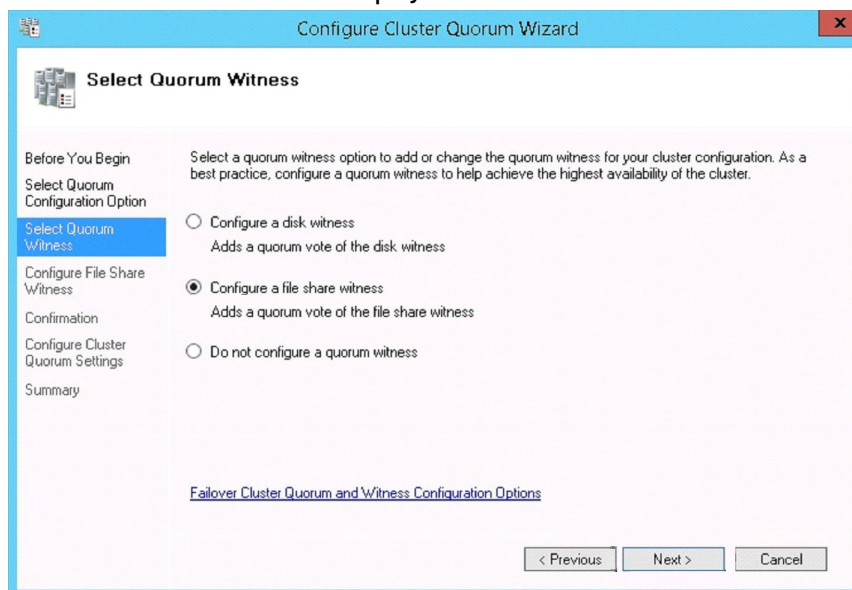 Configure Cluster Quorum Wizard
x
Select Quorum Witness
Before You Begin
Select Quorum
Configuration Option
Select Quorum
Witness
Configure File Share
Witness
Confirmation
Configure Cluster
Quorum Settings
Summary
Select a quorum witness option to add or change the quorum witness for your cluster configuration. As a
best practice, configure a quorum witness to help achieve the highest availability of the cluster.
Configure a disk witness
Adds a quorum vote of the disk witness
Configure a file share witness
Adds a quorum vote of the file share witness
Do not configure a quorum witness
Failover Cluster Quorum and Witness Configuration Options
< Previous
Next >
Cancel